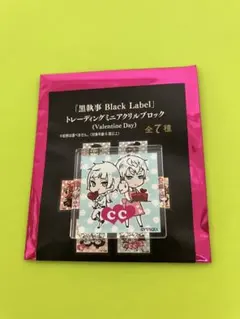 「黒執事 Black Label」
トレーディングミニアクリルブロック
(Valentine Day)
全7種
CC